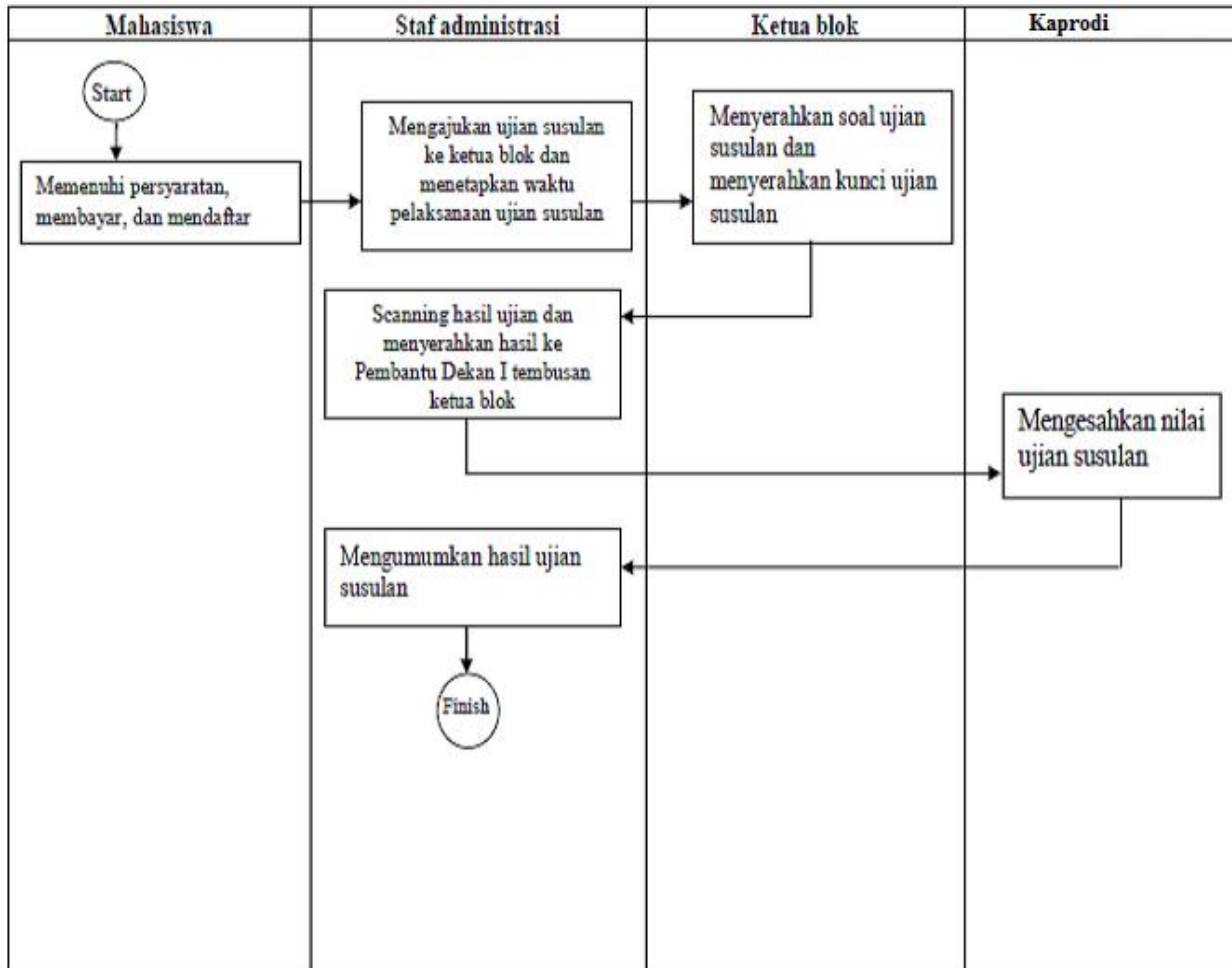 Mahasiswa
Staf administrasi
Ketua blok
Kaprodi
Start
Memenuhi persyaratan,
membayar, dan mendaftar
Mengajukan ujian susulan
ke ketua blok dan
menetapkan waktu
pelaksanaan ujian susulan
Menyerahkan soal ujian
susulan dan
menyerahkan kunci ujian
susulan
Scanning hasil ujian dan
menyerahkan hasil ke
Pembantu Dekan I tembusan
ketua blok
Mengesahkan nilai
ujian susulan
Mengumumkan hasil ujian
susulan
Finish